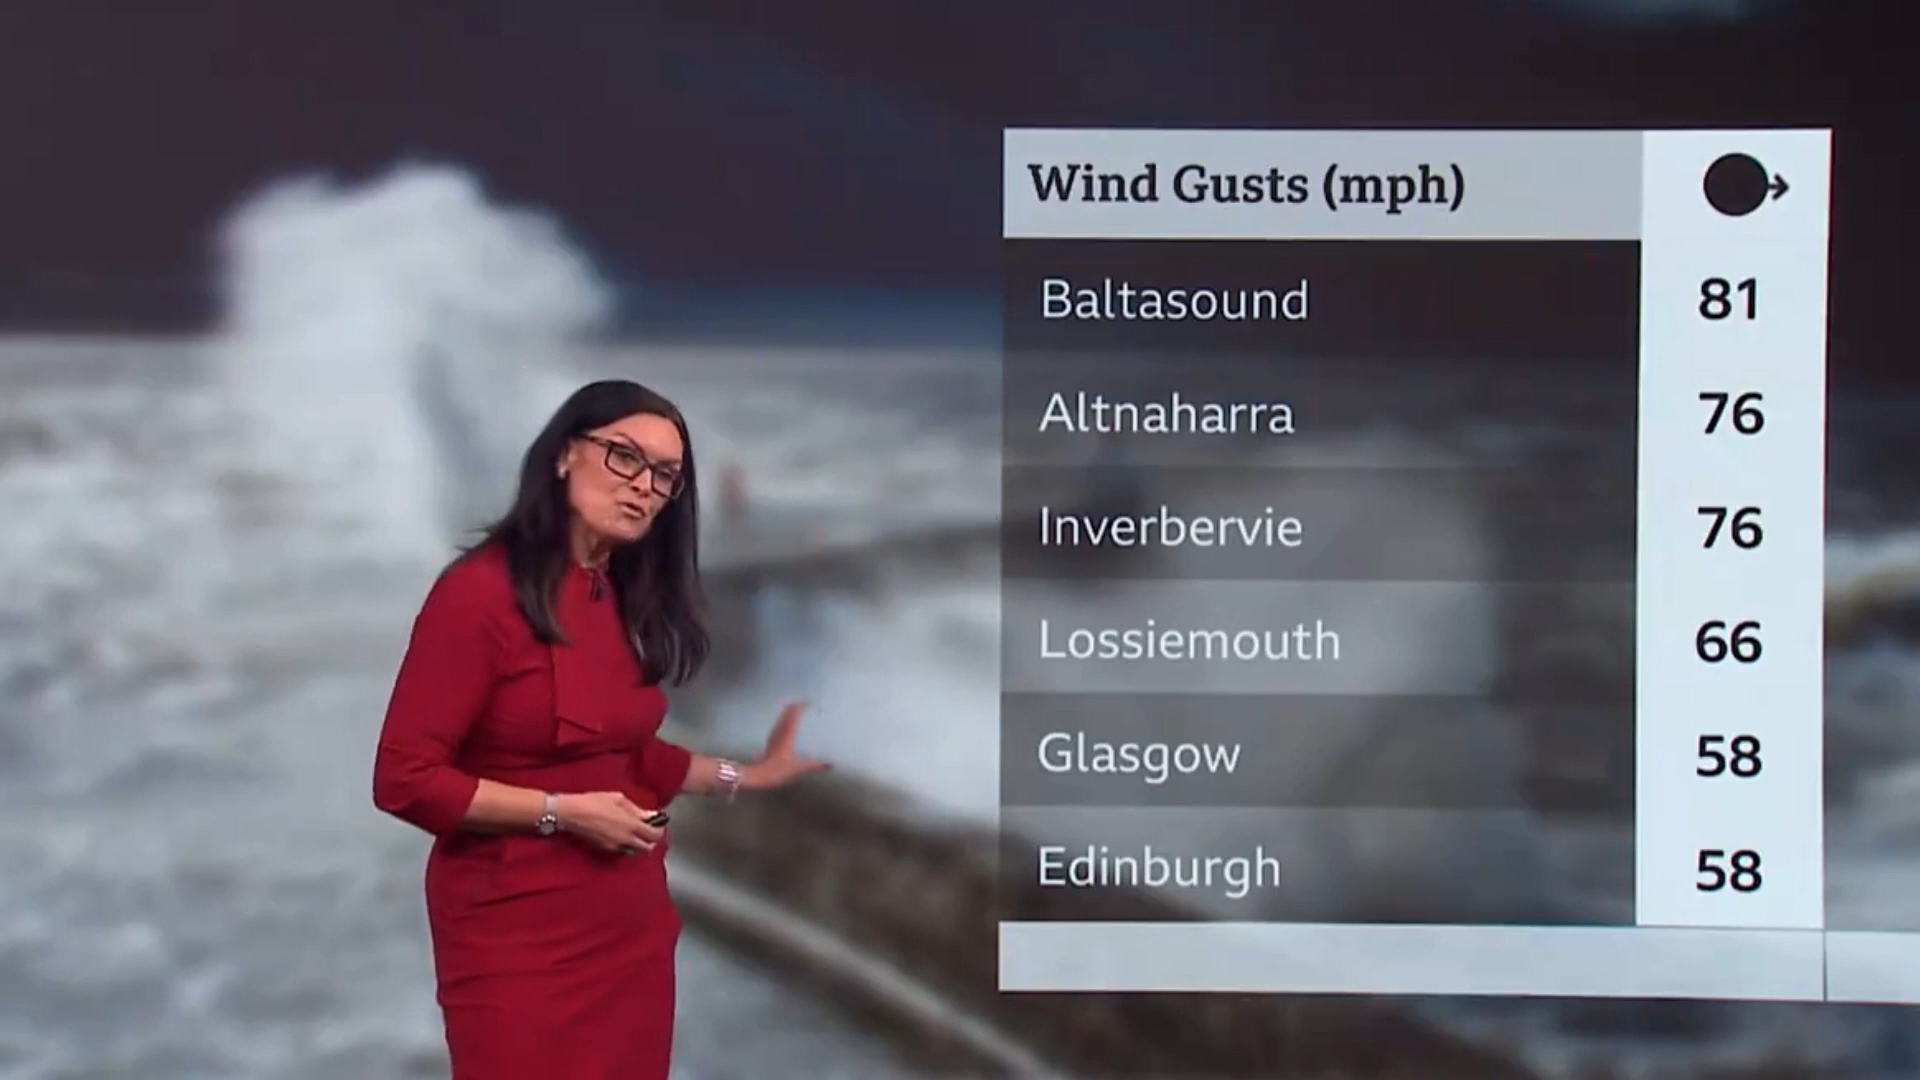 Wind Gusts (mph)
Baltasound 81
Altnaharra 76
Inverbervie 76
Lossiemouth 66
Glasgow 58
Edinburgh 58